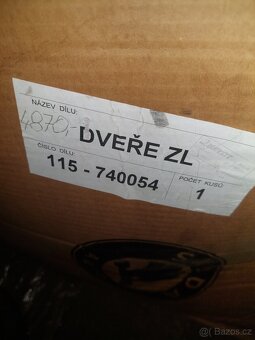 NÁZEV DÍLU:
4870,-
DVEŘE ZL
ČÍSLO DÍLU:
115 - 740054
POČET KUSŮ:
1
Bazos.cz